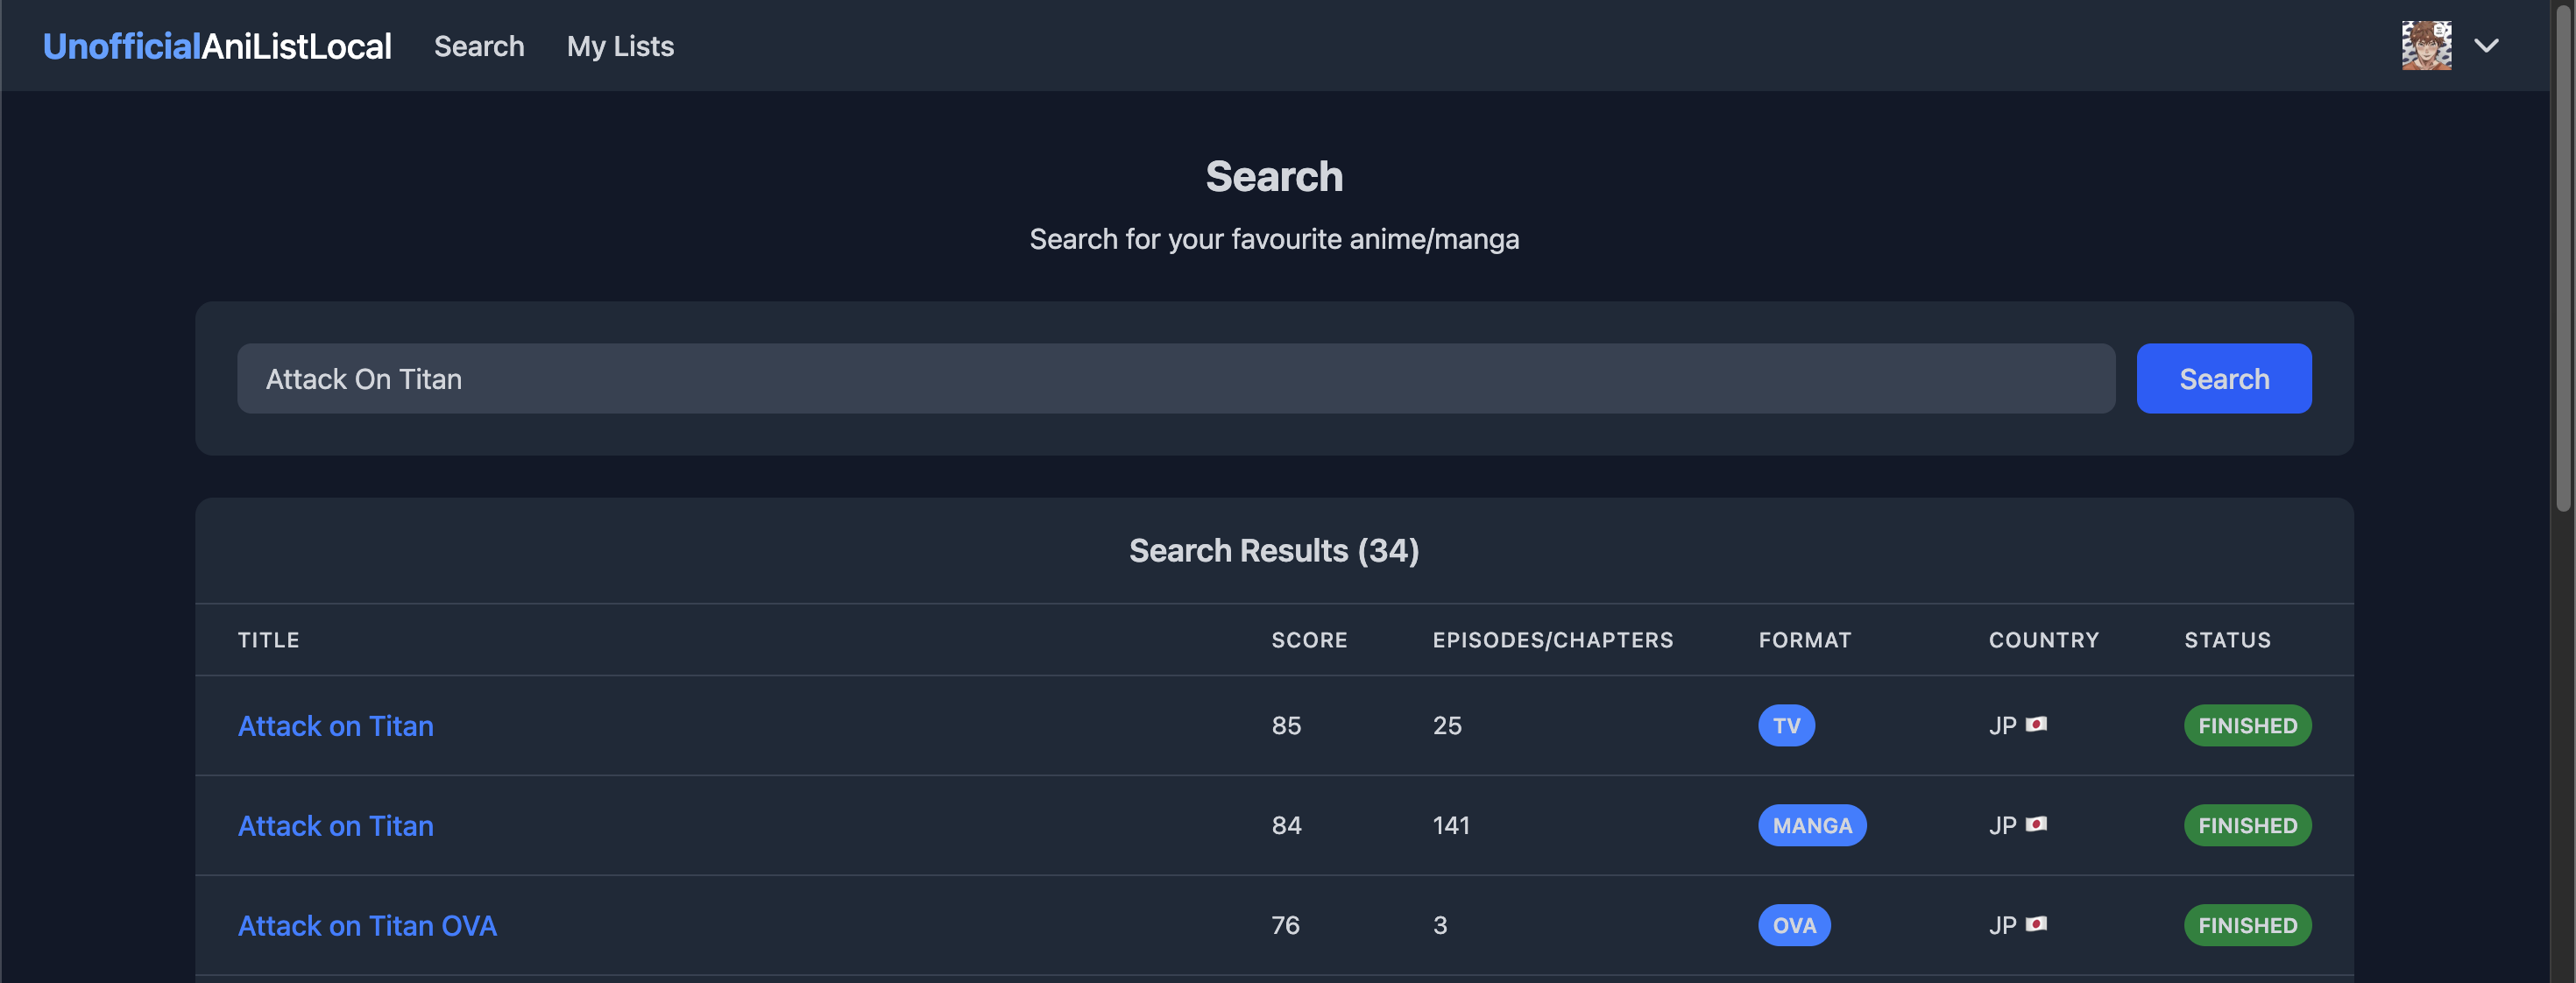 UnofficialAniListLocal Search My Lists
Search
Search for your favourite anime/manga
Attack On Titan Search
Search Results (34)
TITLE SCORE EPISODES/CHAPTERS FORMAT COUNTRY STATUS
Attack on Titan 85 25 TV JP 🇯🇵 FINISHED
Attack on Titan 84 141 MANGA JP 🇯🇵 FINISHED
Attack on Titan OVA 76 3 OVA JP 🇯🇵 FINISHED